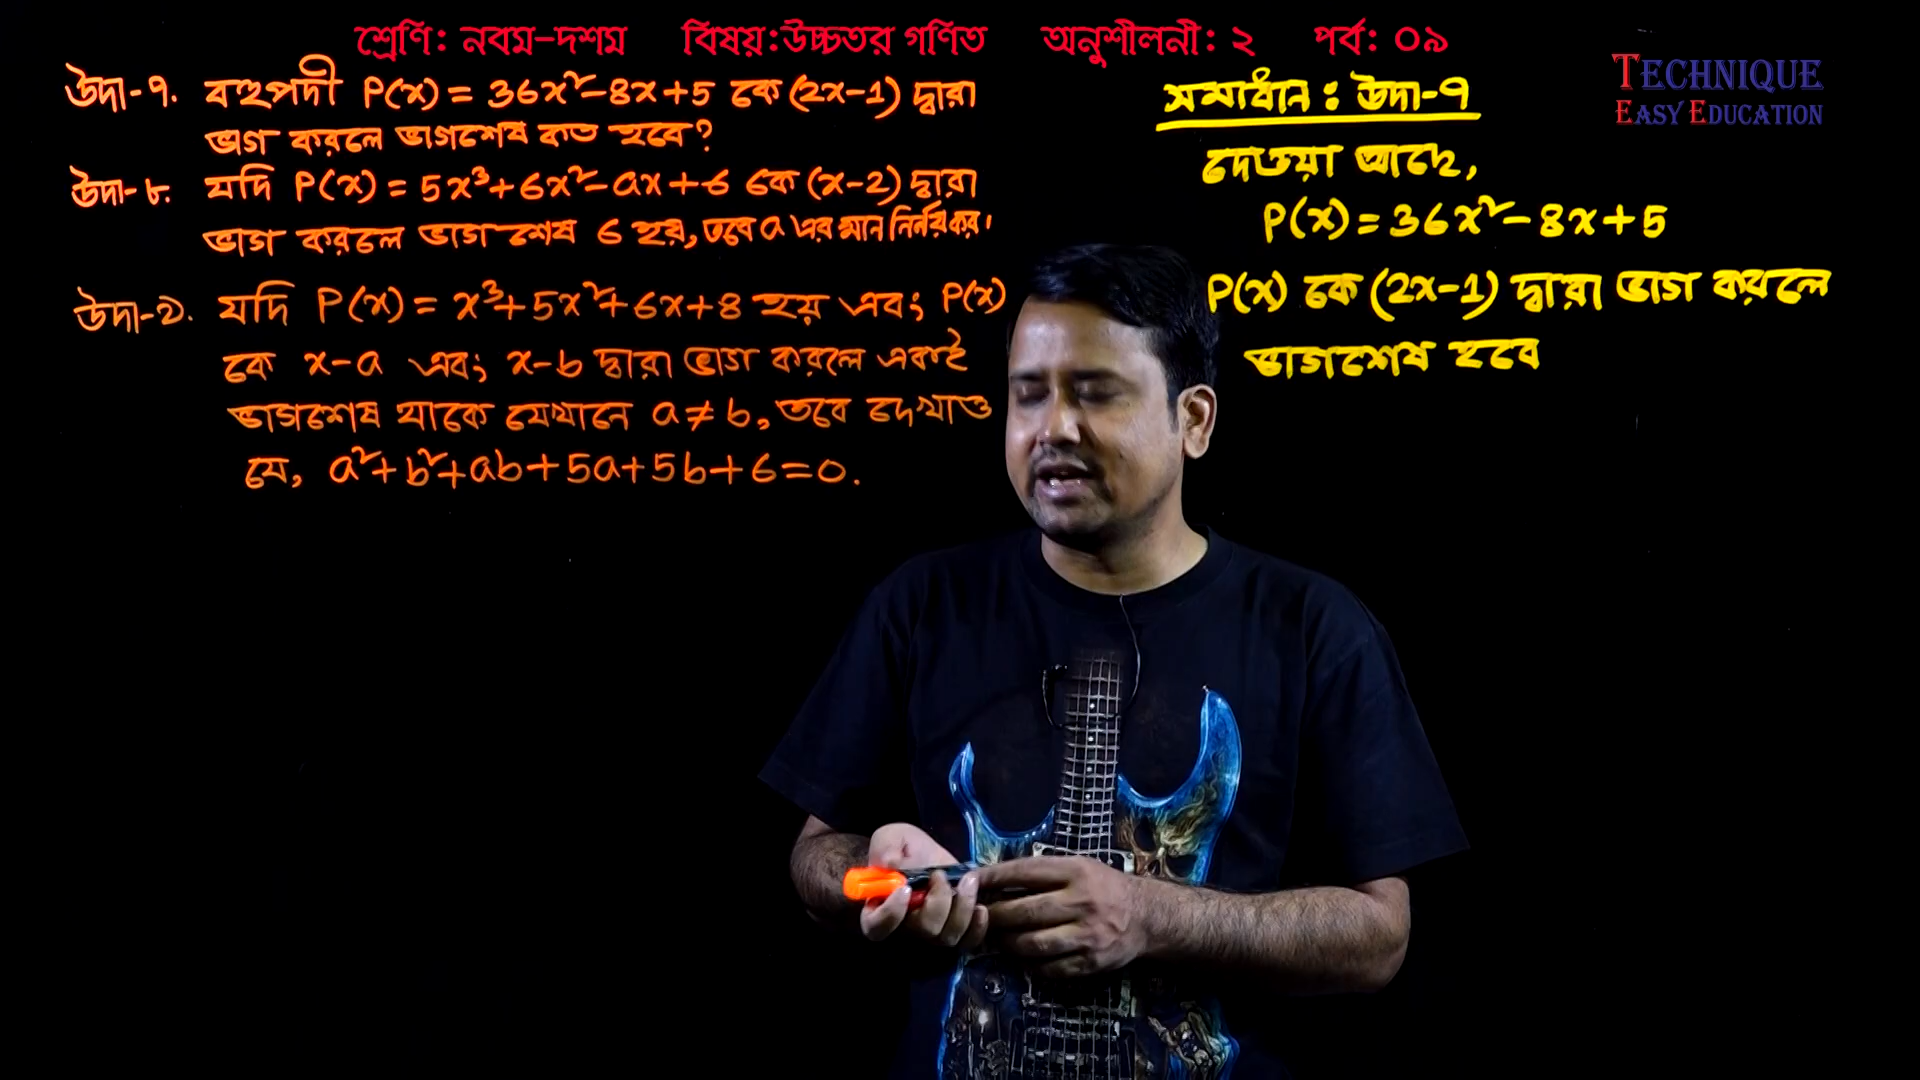 শ্রেণি: নবম-দশম বিষয়:উচ্চতর গণিত অনুশীলনী: ২ পর্ব: ০৯
TECHNIQUE
EASY EDUCATION
উদা-৭. বহুপদী P(x) = 36x²-8x+5 কে (2x-1) দ্বারা
ভাগ করলে ভাগশেষ কত হবে?
উদা-৮. যদি P(x) = 5x³+6x²-ax+6 কে (x-2) দ্বারা
ভাগ করলে ভাগশেষ 6 হয়, তবে a এর মান নির্নয় কর।
উদা-৯. যদি P(x) = x³+5x²+6x+8 হয় এবং P(x)
কে x-a এবং x-b দ্বারা ভাগ করলে একই
ভাগশেষ থাকে যেখানে a≠b, তবে দেখাও
যে, a²+b²+ab+5a+5b+6=0.
সমাধান: উদা-৭
দেওয়া আছে,
P(x) = 36x²-8x+5
P(x) কে (2x-1) দ্বারা ভাগ করলে
ভাগশেষ হবে